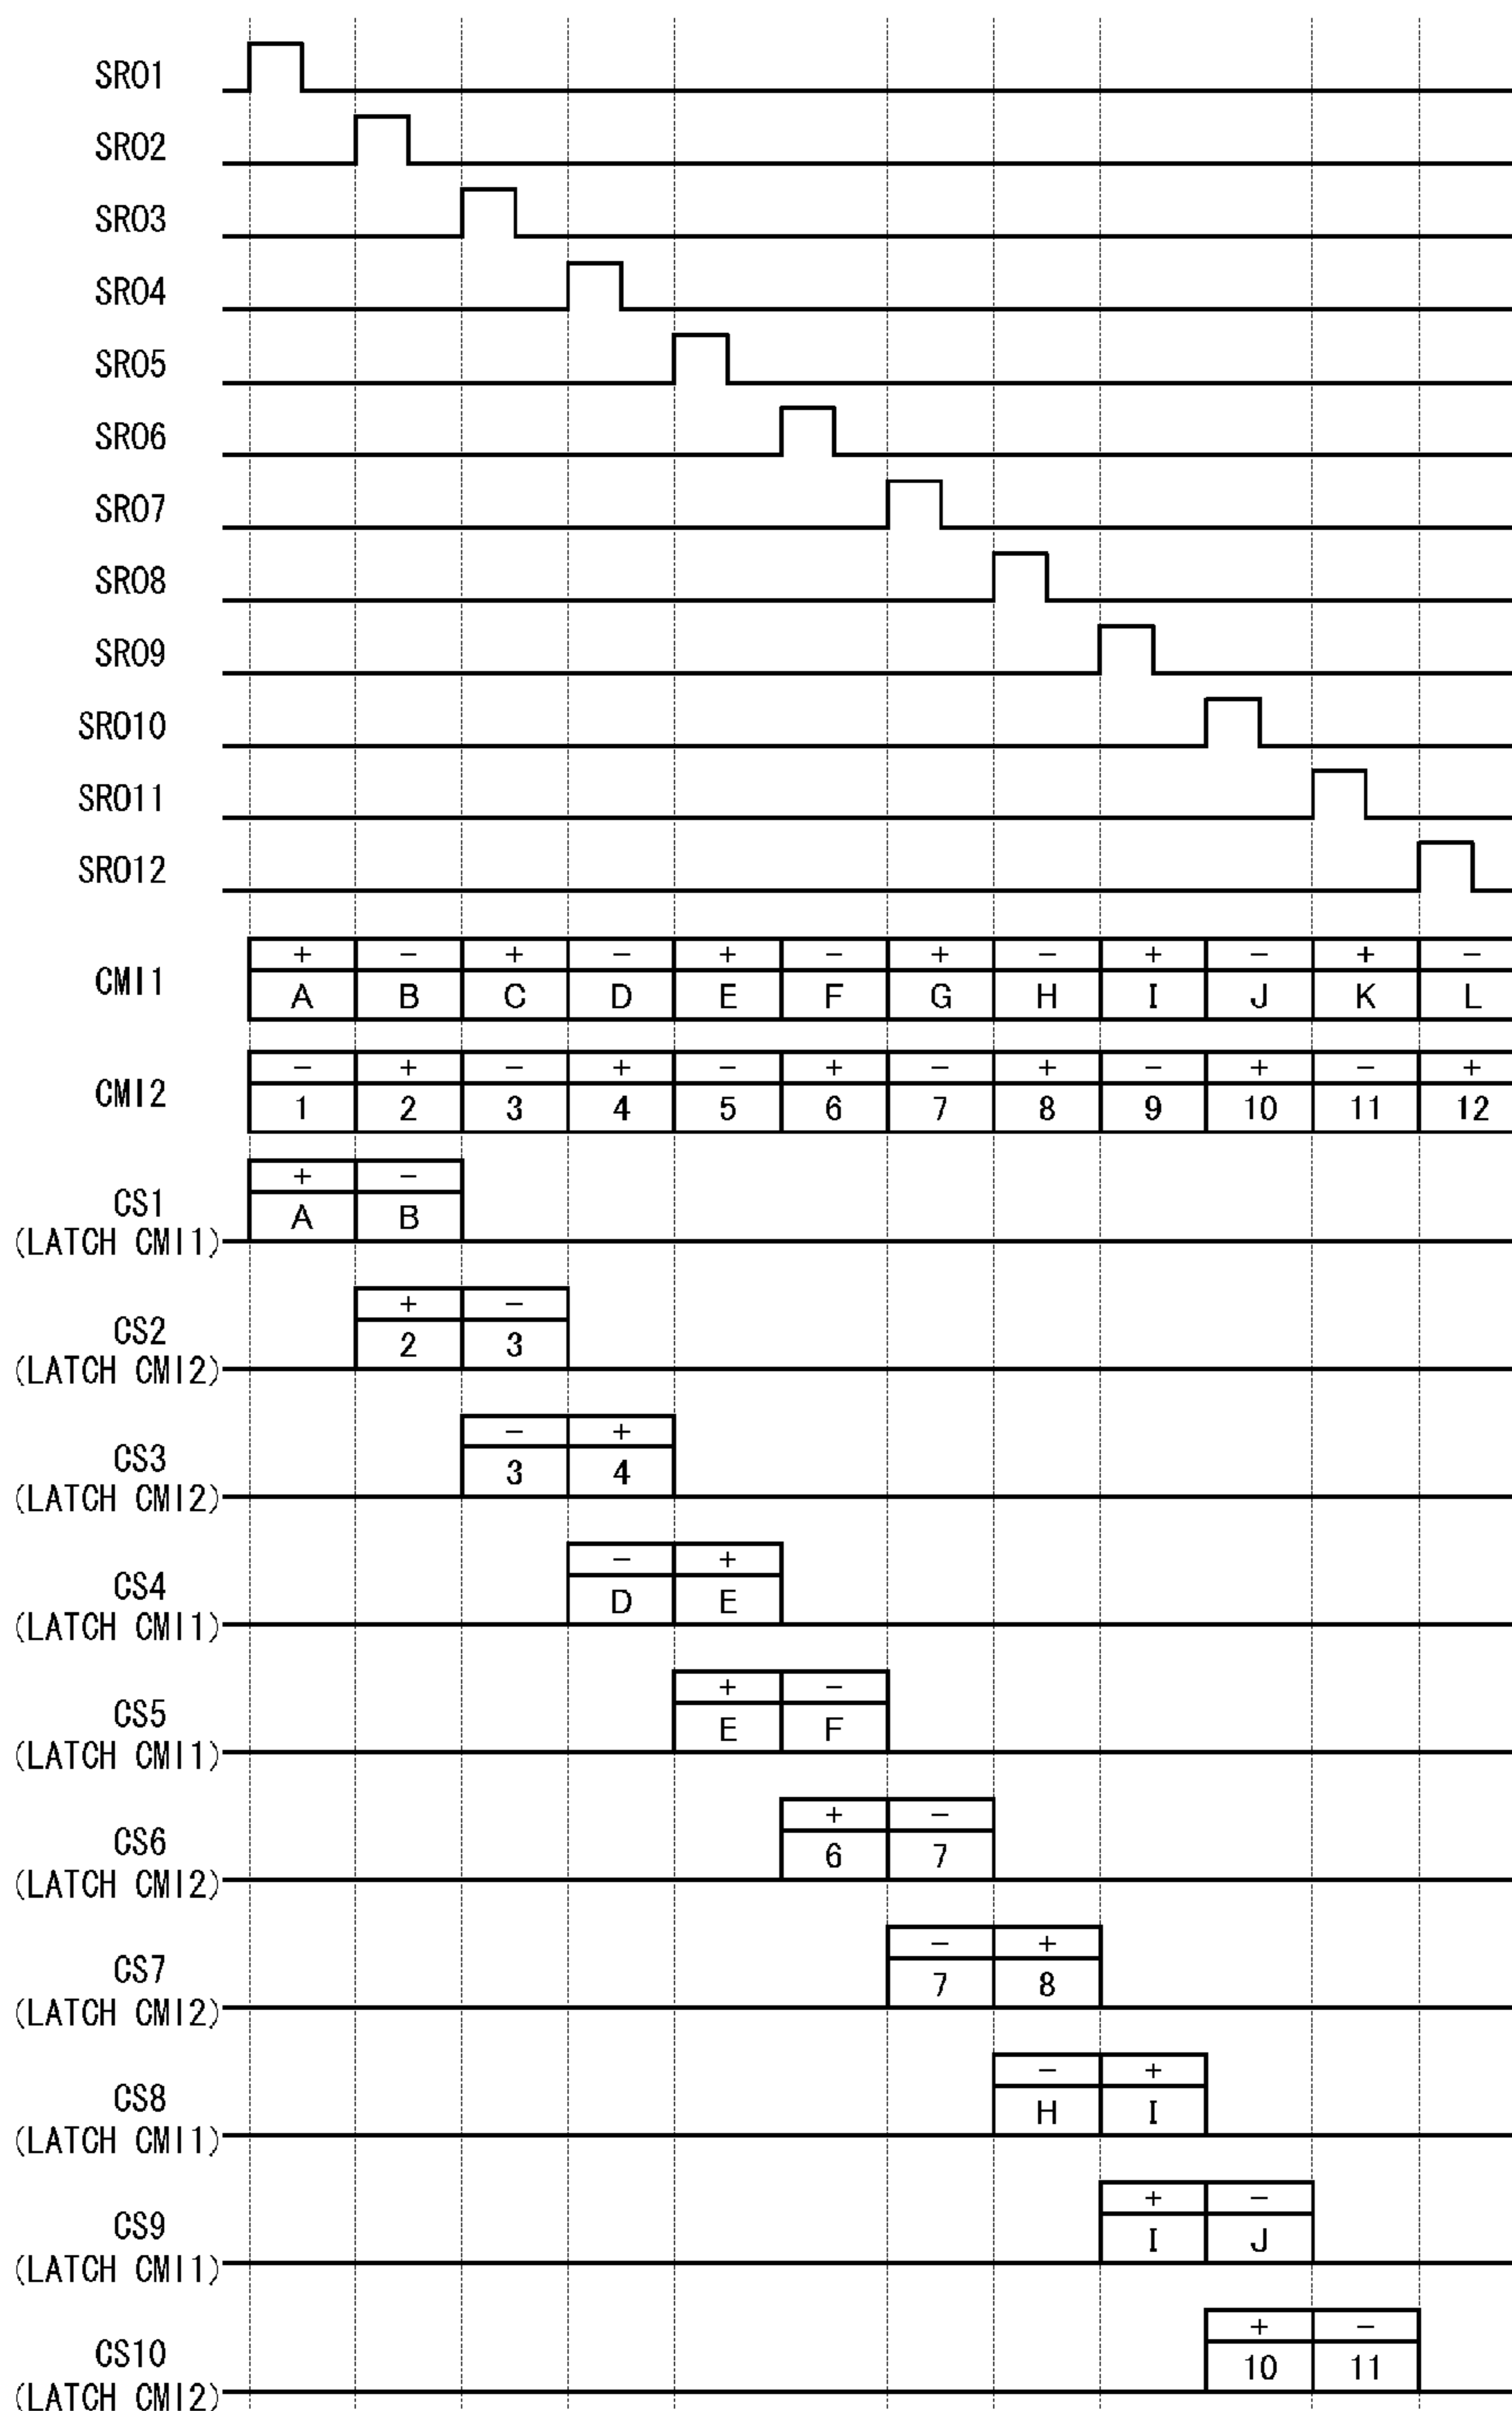 SRO1
SRO2
SRO3
SRO4
SRO5
SRO6
SRO7
SRO8
SRO9
SRO10
SRO11
SRO12
+ − + − + − + − + − + −
CMI1 A B C D E F G H I J K L
− + − + − + − + − + − +
CMI2 1 2 3 4 5 6 7 8 9 10 11 12
+ −
CS1 A B
(LATCH CMI1)
+ −
CS2 2 3
(LATCH CMI2)
− +
CS3 3 4
(LATCH CMI2)
− +
CS4 D E
(LATCH CMI1)
+ −
CS5 E F
(LATCH CMI1)
+ −
CS6 6 7
(LATCH CMI2)
− +
CS7 7 8
(LATCH CMI2)
− +
CS8 H I
(LATCH CMI1)
+ −
CS9 I J
(LATCH CMI1)
+ −
CS10 10 11
(LATCH CMI2)